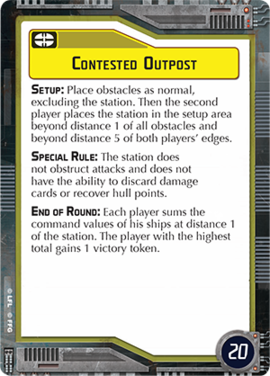 CONTESTED OUTPOST
SETUP: Place obstacles as normal,
excluding the station. Then the second
player places the station in the setup area
beyond distance 1 of all obstacles and
beyond distance 5 of both players' edges.
SPECIAL RULE: The station does
not obstruct attacks and does not
have the ability to discard damage
cards or recover hull points.
END OF ROUND: Each player sums the
command values of his ships at distance 1
of the station. The player with the highest
total gains 1 victory token.
© LFL © FFG
20